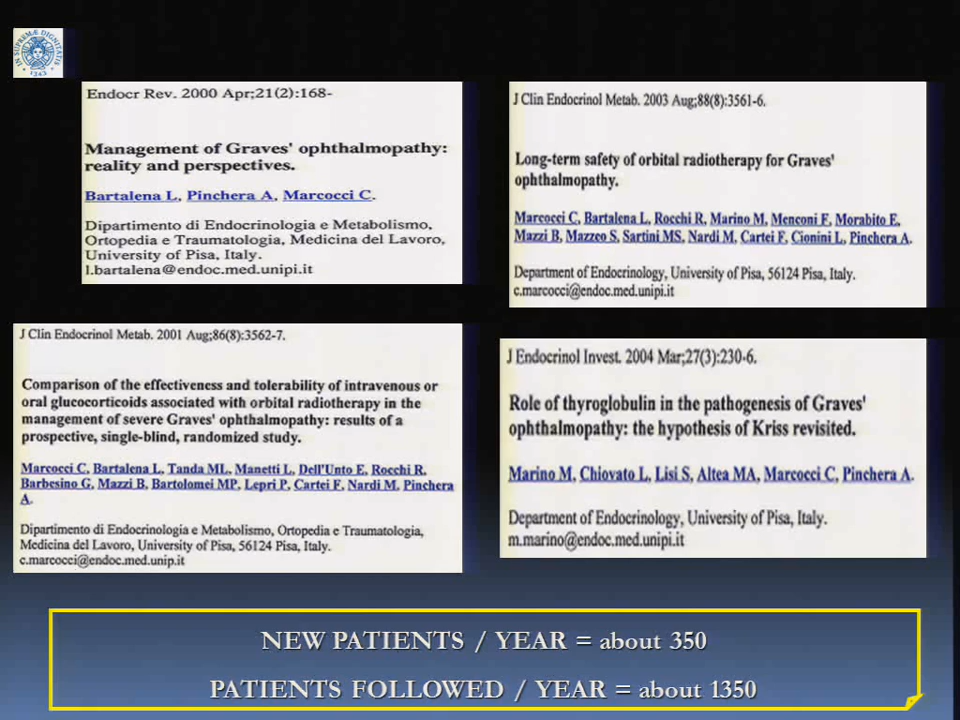 IN SUPREMÆ DIGNITATIS
1343
Endocr Rev. 2000 Apr;21(2):168-
Management of Graves' ophthalmopathy:
reality and perspectives.
Bartalena L, Pinchera A, Marcocci C.
Dipartimento di Endocrinologia e Metabolismo,
Ortopedia e Traumatologia, Medicina del Lavoro,
University of Pisa, Italy.
l.bartalena@endoc.med.unipi.it
J Clin Endocrinol Metab. 2003 Aug;88(8):3561-6.
Long-term safety of orbital radiotherapy for Graves'
ophthalmopathy.
Marcocci C, Bartalena L, Rocchi R, Marino M, Menconi F, Morabito E,
Mazzi B, Mazzeo S, Sartini MS, Nardi M, Cartei F, Cionini L, Pinchera A.
Department of Endocrinology, University of Pisa, 56124 Pisa, Italy.
c.marcocci@endoc.med.unipi.it
J Clin Endocrinol Metab. 2001 Aug;86(8):3562-7.
Comparison of the effectiveness and tolerability of intravenous or
oral glucocorticoids associated with orbital radiotherapy in the
management of severe Graves' ophthalmopathy: results of a
prospective, single-blind, randomized study.
Marcocci C, Bartalena L, Tanda ML, Manetti L, Dell'Unto E, Rocchi R,
Barbesino G, Mazzi B, Bartolomei MP, Lepri P, Cartei F, Nardi M, Pinchera
A.
Dipartimento di Endocrinologia e Metabolismo, Ortopedia e Traumatologia,
Medicina del Lavoro, University of Pisa, 56124 Pisa, Italy.
c.marcocci@endoc.med.unip.it
J Endocrinol Invest. 2004 Mar;27(3):230-6.
Role of thyroglobulin in the pathogenesis of Graves'
ophthalmopathy: the hypothesis of Kriss revisited.
Marino M, Chiovato L, Lisi S, Altea MA, Marcocci C, Pinchera A.
Department of Endocrinology, University of Pisa, Italy.
m.marino@endoc.med.unipi.it
NEW PATIENTS / YEAR = about 350
PATIENTS FOLLOWED / YEAR = about 1350